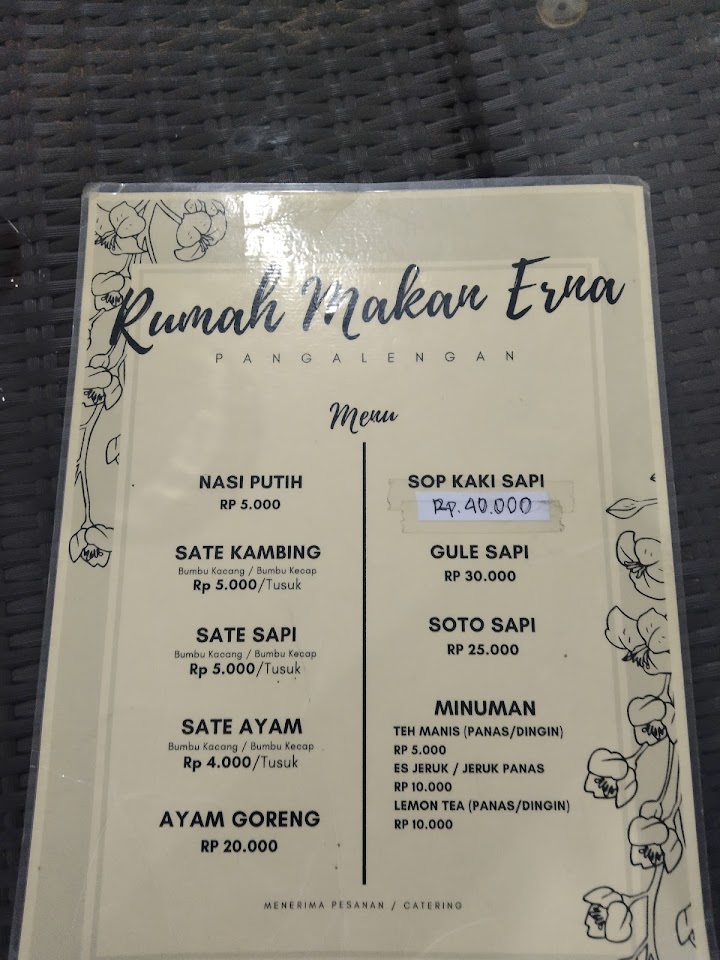 Rumah Makan Erna
PANGALENGAN
Menu
NASI PUTIH
RP 5.000
SATE KAMBING
Bumbu Kacang / Bumbu Kecap
Rp 5.000/Tusuk
SATE SAPI
Bumbu Kacang / Bumbu Kecap
Rp 5.000/Tusuk
SATE AYAM
Bumbu Kacang / Bumbu Kecap
Rp 4.000/Tusuk
AYAM GORENG
RP 20.000
SOP KAKI SAPI
Rp. 40.000
GULE SAPI
RP 30.000
SOTO SAPI
RP 25.000
MINUMAN
TEH MANIS (PANAS/DINGIN)
RP 5.000
ES JERUK / JERUK PANAS
RP 10.000
LEMON TEA (PANAS/DINGIN)
RP 10.000
MENERIMA PESANAN / CATERING